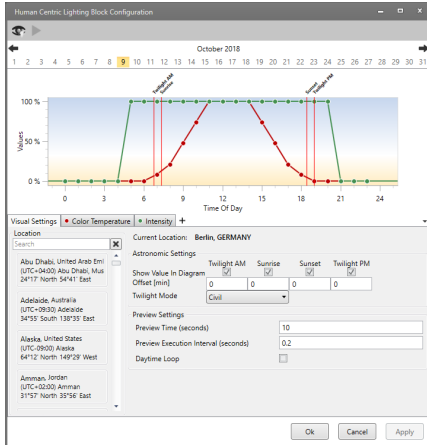 Human Centric Lighting Block Configuration
October 2018
1 2 3 4 5 6 7 8 9 10 11 12 13 14 15 16 17 18 19 20 21 22 23 24 25 26 27 28 29 30 31
Twilight AM
Sunrise
Sunset
Twilight PM
100 %
50 %
0 %
Values
0 3 6 9 12 15 18 21 24
Time Of Day
Visual Settings Color Temperature Intensity +
Location
Search
Current Location: Berlin, GERMANY
Abu Dhabi, United Arab Emi
(UTC+04:00) Abu Dhabi, Mus
24°17' North 54°41' East
Adelaide, Australia
(UTC+09:30) Adelaide
34°55' South 138°35' East
Alaska, United States
(UTC-09:00) Alaska
64°12' North 149°29' West
Amman, Jordan
(UTC+02:00) Amman
31°57' North 35°56' East
Astronomic Settings
Twilight AM Sunrise Sunset Twilight PM
Show Value In Diagram
Offset [min] 0 0 0 0
Twilight Mode Civil
Preview Settings
Preview Time (seconds) 10
Preview Execution Interval (seconds) 0.2
Daytime Loop
Ok Cancel Apply